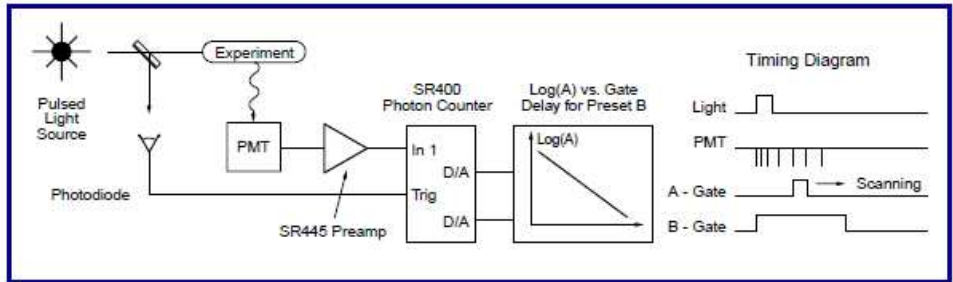 Experiment
Pulsed
Light
Source
Photodiode
PMT
SR445 Preamp
SR400
Photon Counter
In 1
D/A
Trig
D/A
Log(A) vs. Gate
Delay for Preset B
Log(A)
Timing Diagram
Light
PMT
A - Gate
Scanning
B - Gate